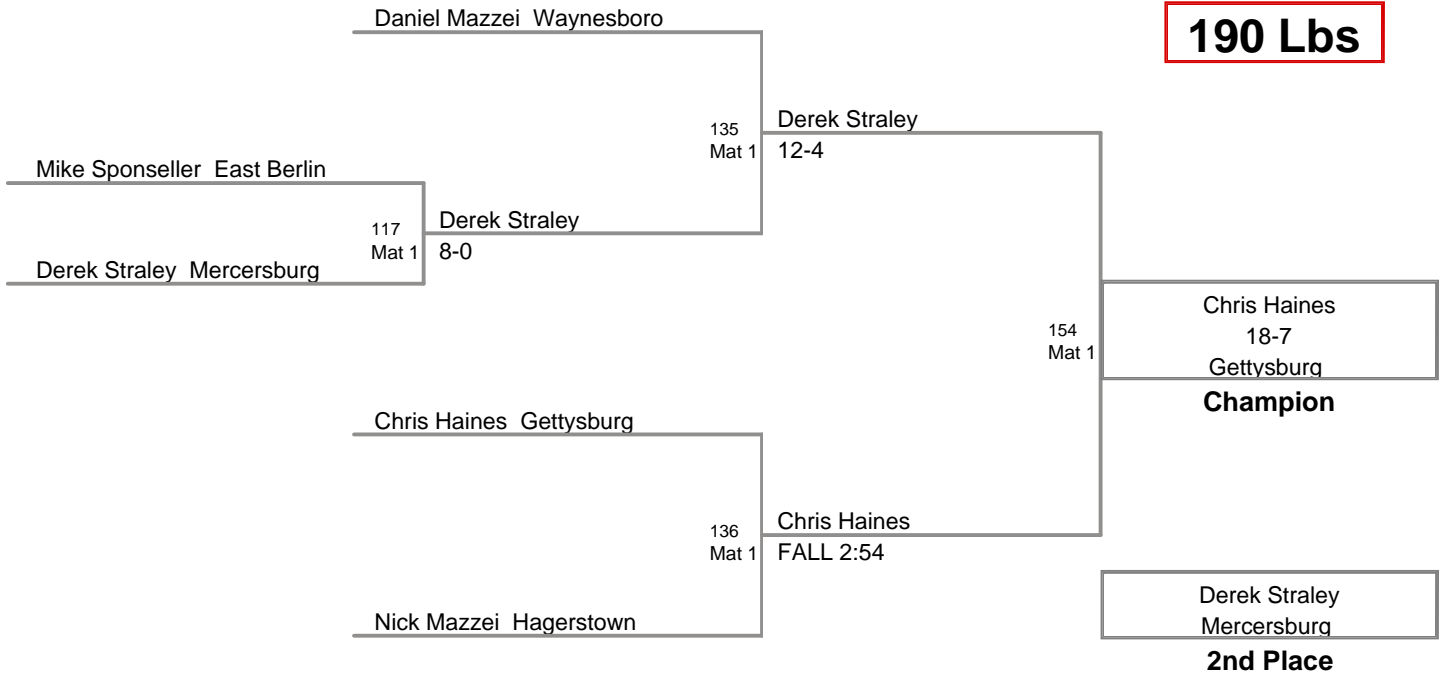 Daniel Mazzei  Waynesboro
190 Lbs
135
Mat 1
Derek Straley
12-4
Mike Sponseller  East Berlin
117
Mat 1
Derek Straley
8-0
Derek Straley  Mercersburg
154
Mat 1
Chris Haines
18-7
Gettysburg
Champion
Chris Haines  Gettysburg
136
Mat 1
Chris Haines
FALL 2:54
Nick Mazzei  Hagerstown
Derek Straley
Mercersburg
2nd Place